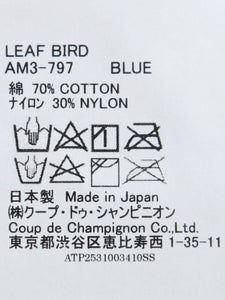 LEAF BIRD
AM3-797 BLUE
綿 70% COTTON
ナイロン 30% NYLON
日本製 Made in Japan
㈱クープ・ドゥ・シャンピニオン
Coup de Champignon Co.,Ltd.
東京都渋谷区恵比寿西 1-35-11
ATP2531003410SS